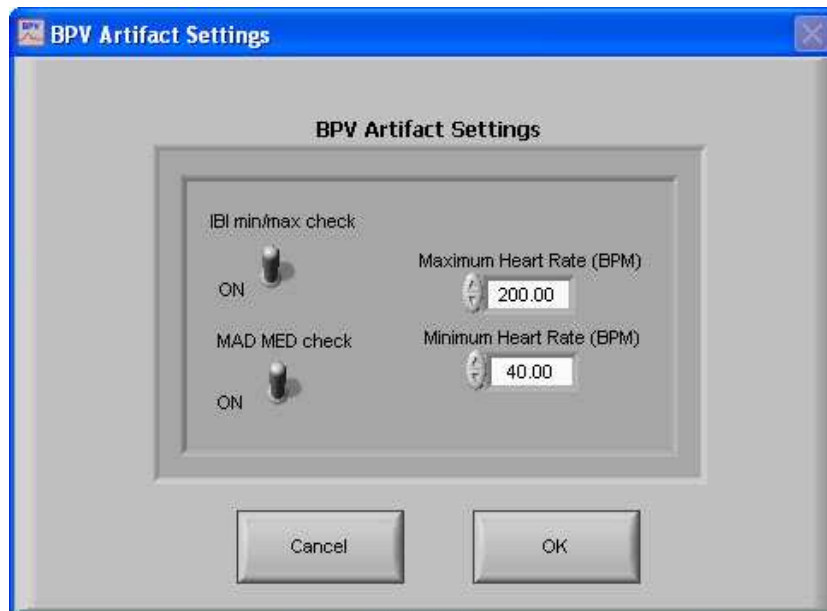 BPV
BPV Artifact Settings
BPV Artifact Settings
IBI min/max check
ON
Maximum Heart Rate (BPM)
200.00
MAD MED check
ON
Minimum Heart Rate (BPM)
40.00
Cancel
OK